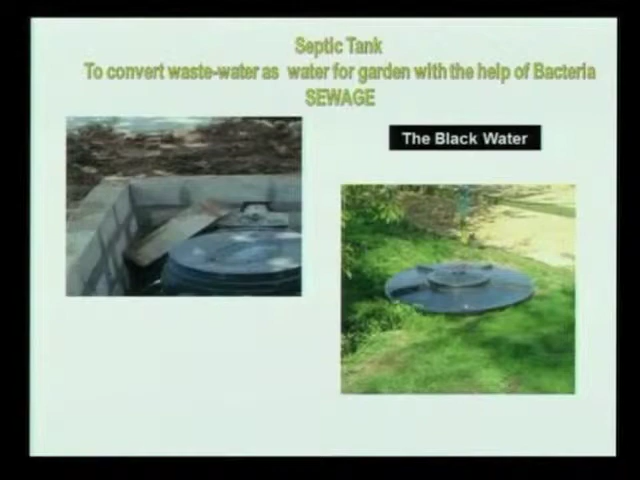 Septic Tank
To convert waste-water as water for garden with the help of Bacteria
SEWAGE
The Black Water